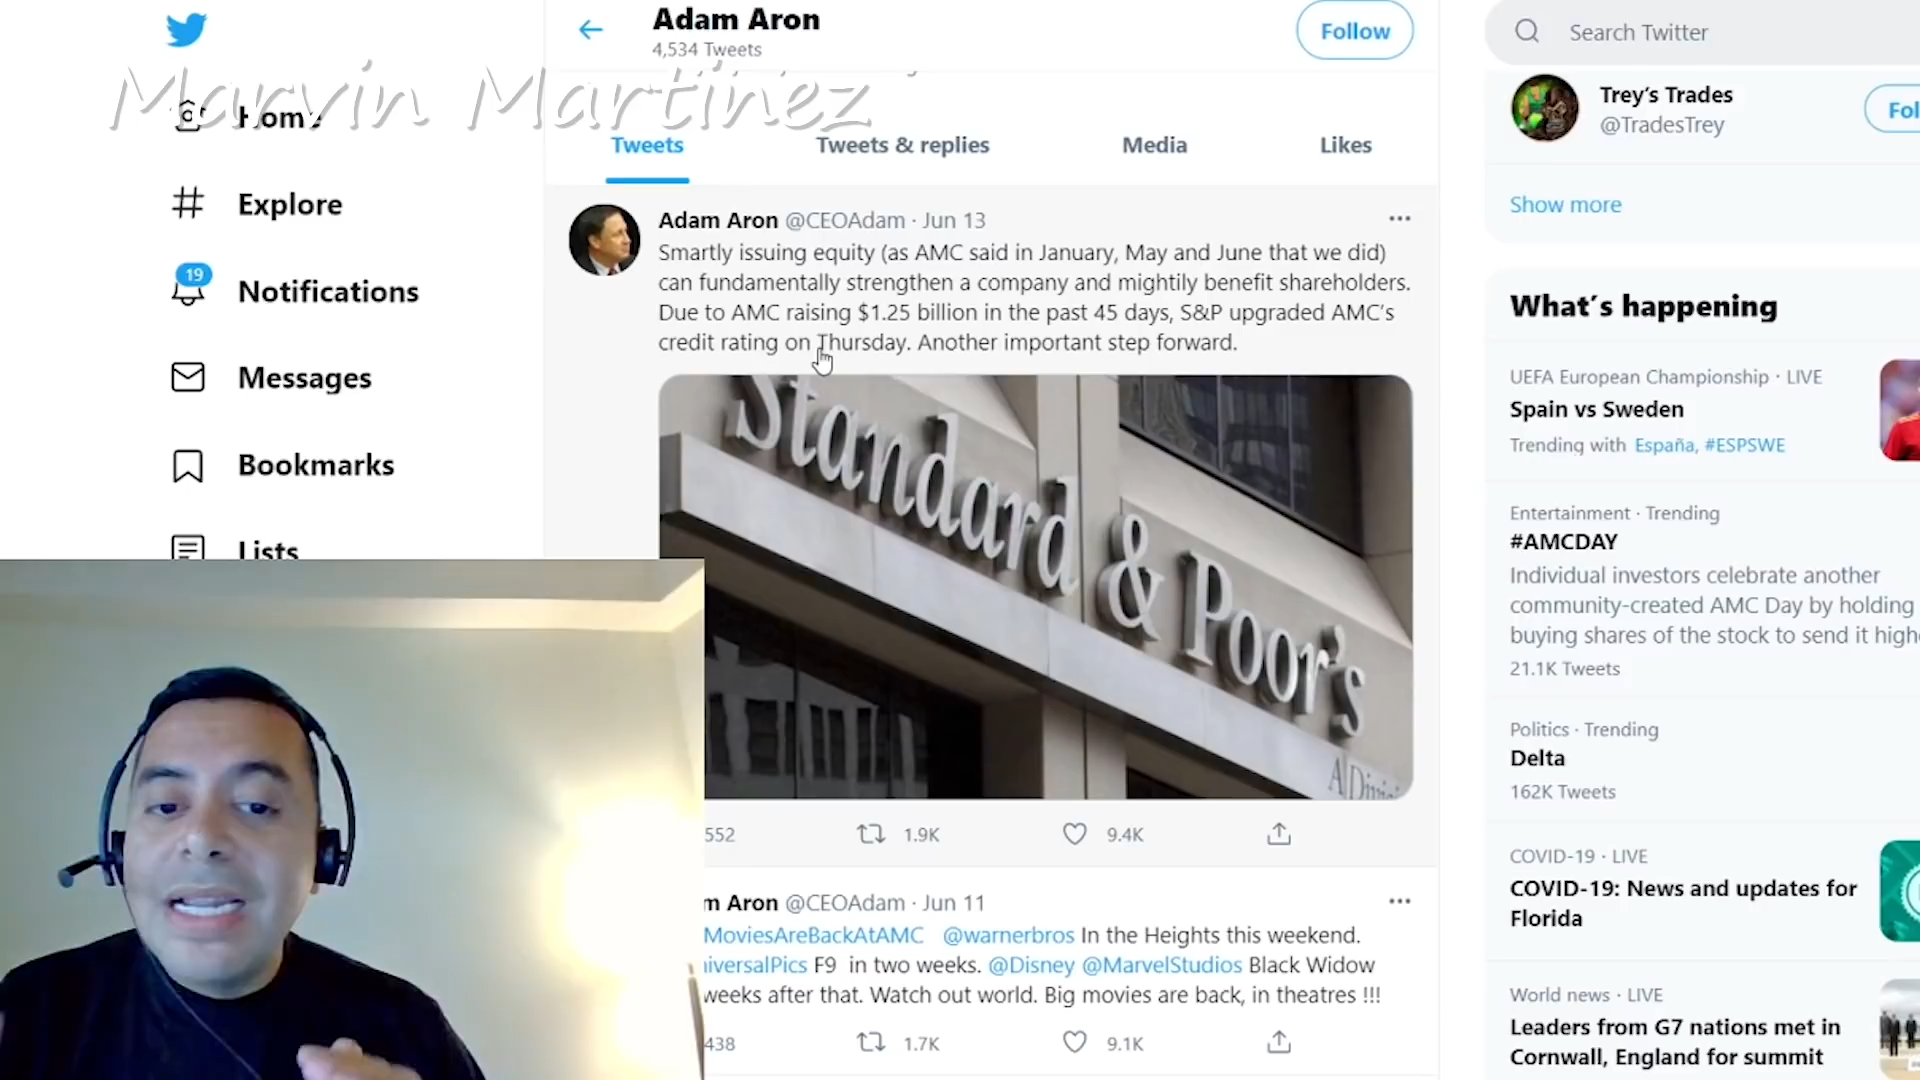 Adam Aron
4,534 Tweets
Follow
Search Twitter
Marvin Martinez
Home
Explore
19
Notifications
Messages
Bookmarks
Lists
Tweets
Tweets & replies
Media
Likes
Adam Aron @CEOAdam · Jun 13
Smartly issuing equity (as AMC said in January, May and June that we did)
can fundamentally strengthen a company and mightily benefit shareholders.
Due to AMC raising $1.25 billion in the past 45 days, S&P upgraded AMC's
credit rating on Thursday. Another important step forward.
Standard & Poor's
552
1.9K
9.4K
m Aron @CEOAdam · Jun 11
MoviesAreBackAtAMC @warnerbros In the Heights this weekend.
iversalPics F9 in two weeks. @Disney @MarvelStudios Black Widow
weeks after that. Watch out world. Big movies are back, in theatres !!!
438
1.7K
9.1K
Trey's Trades
@TradesTrey
Fol
Show more
What's happening
UEFA European Championship · LIVE
Spain vs Sweden
Trending with España, #ESPSWE
Entertainment · Trending
#AMCDAY
Individual investors celebrate another
community-created AMC Day by holding
buying shares of the stock to send it high
21.1K Tweets
Politics · Trending
Delta
162K Tweets
COVID-19 · LIVE
COVID-19: News and updates for
Florida
World news · LIVE
Leaders from G7 nations met in
Cornwall, England for summit